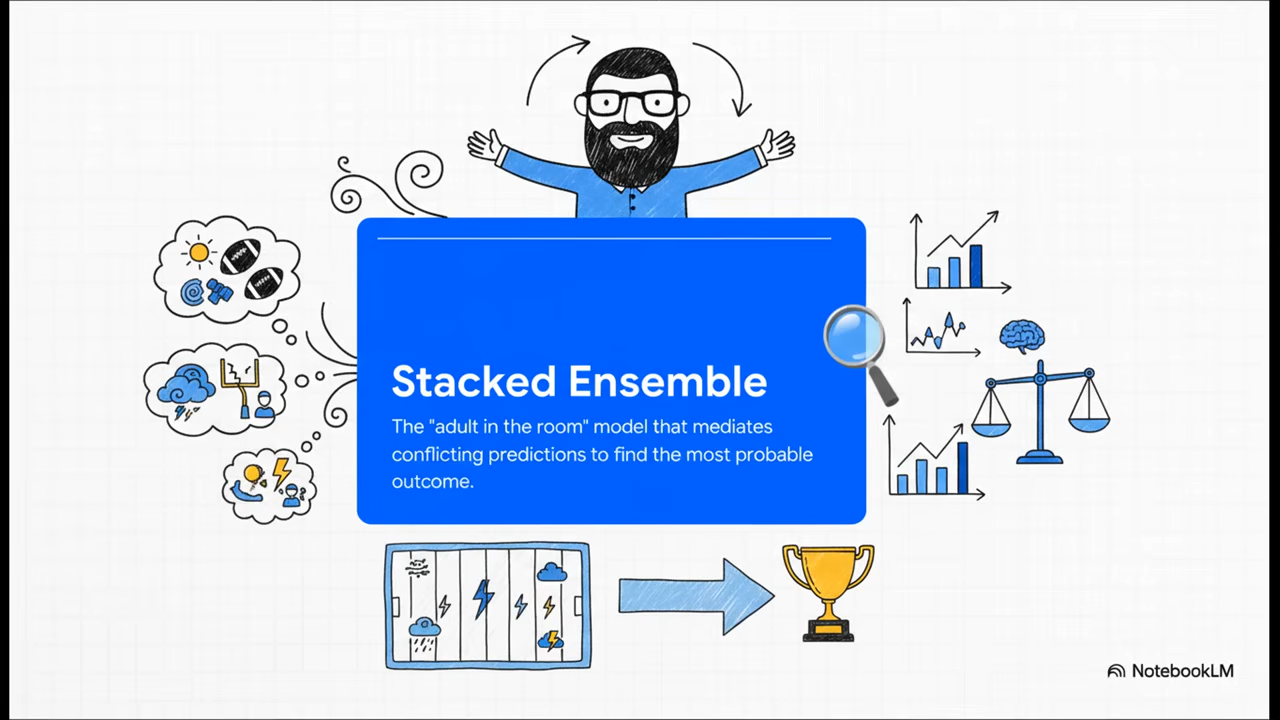 Stacked Ensemble
The "adult in the room" model that mediates
conflicting predictions to find the most probable
outcome.
NotebookLM